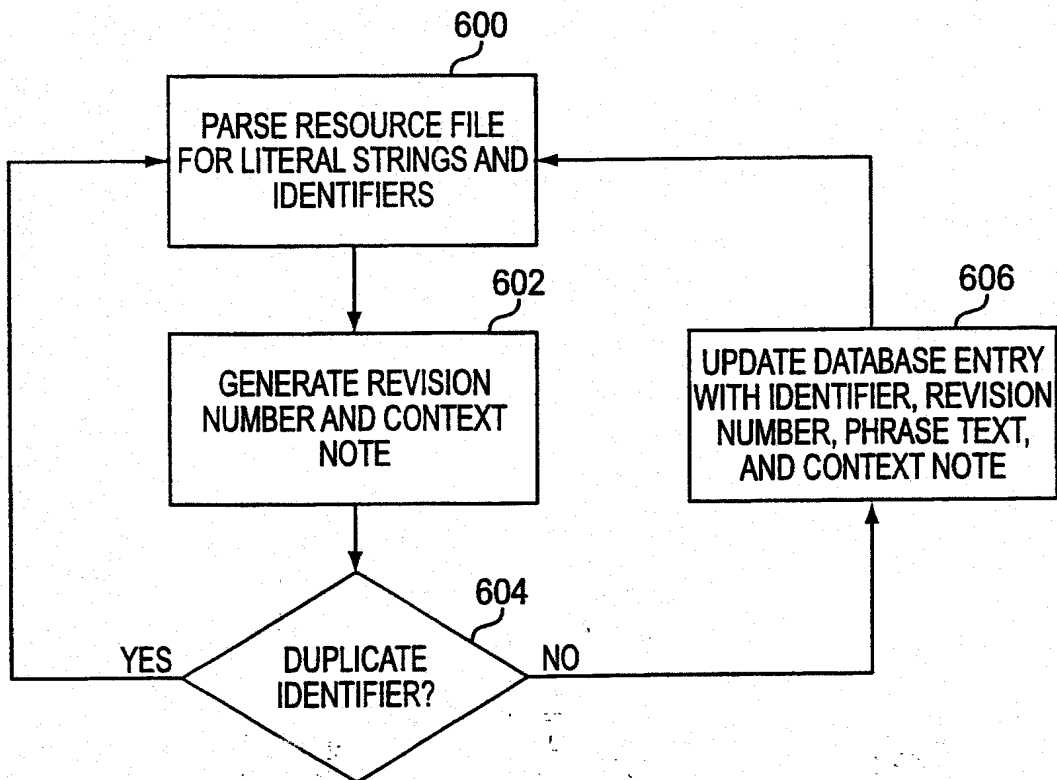 600
PARSE RESOURCE FILE
FOR LITERAL STRINGS AND
IDENTIFIERS
602
GENERATE REVISION
NUMBER AND CONTEXT
NOTE
606
UPDATE DATABASE ENTRY
WITH IDENTIFIER, REVISION
NUMBER, PHRASE TEXT,
AND CONTEXT NOTE
604
YES
DUPLICATE
IDENTIFIER?
NO